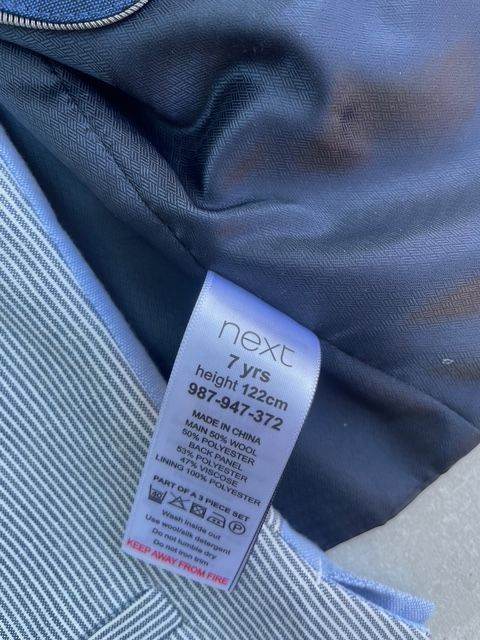 next
7 yrs
height 122cm
987-947-372
MADE IN CHINA
MAIN 50% WOOL
50% POLYESTER
BACK PANEL
53% POLYESTER
47% VISCOSE
LINING 100% POLYESTER
PART OF A 3 PIECE SET
Wash inside out
Use wool/silk detergent
Do not tumble dry
Do not iron trim
KEEP AWAY FROM FIRE